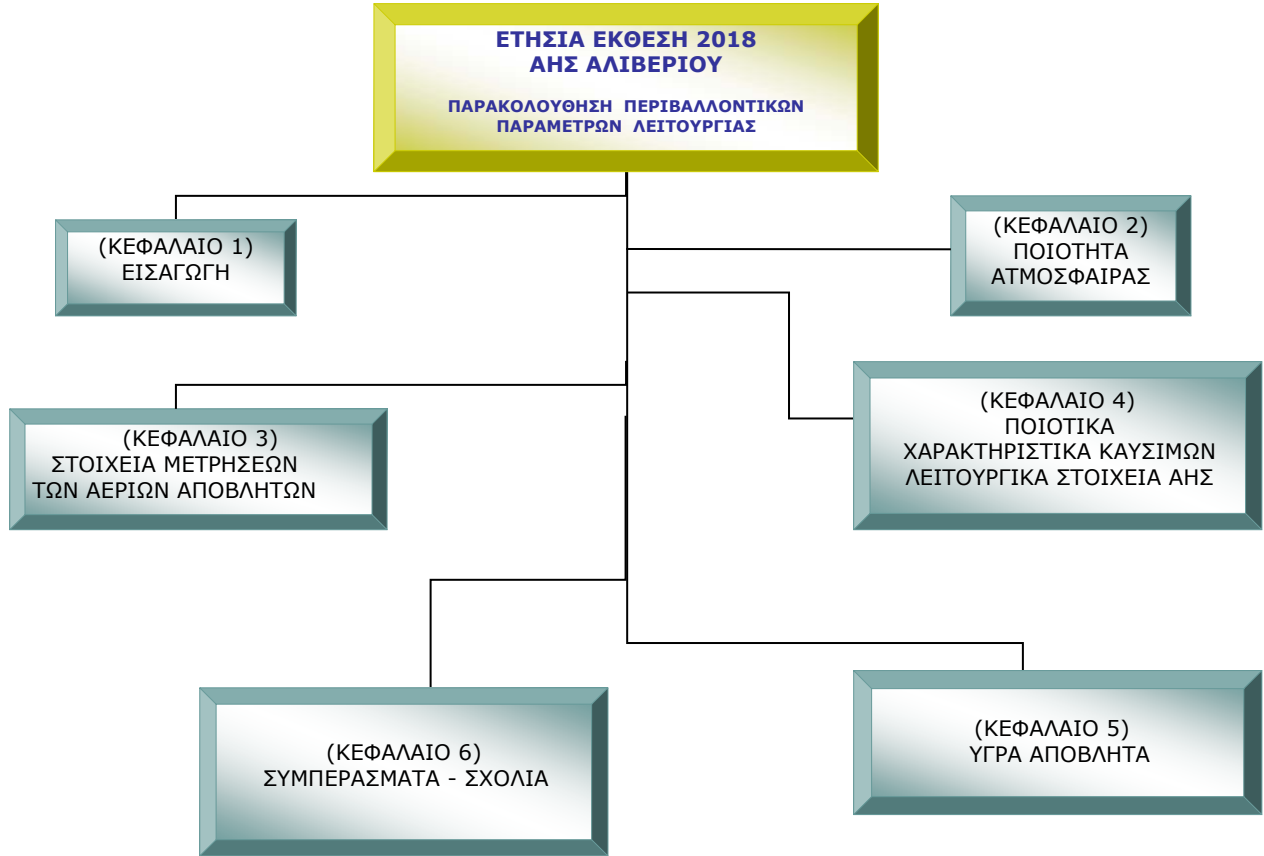 ΕΤΗΣΙΑ ΕΚΘΕΣΗ 2018
ΑΗΣ ΑΛΙΒΕΡΙΟΥ
ΠΑΡΑΚΟΛΟΥΘΗΣΗ ΠΕΡΙΒΑΛΛΟΝΤΙΚΩΝ
ΠΑΡΑΜΕΤΡΩΝ ΛΕΙΤΟΥΡΓΙΑΣ
(ΚΕΦΑΛΑΙΟ 1)
ΕΙΣΑΓΩΓΗ
(ΚΕΦΑΛΑΙΟ 2)
ΠΟΙΟΤΗΤΑ
ΑΤΜΟΣΦΑΙΡΑΣ
(ΚΕΦΑΛΑΙΟ 3)
ΣΤΟΙΧΕΙΑ ΜΕΤΡΗΣΕΩΝ
ΤΩΝ ΑΕΡΙΩΝ ΑΠΟΒΛΗΤΩΝ
(ΚΕΦΑΛΑΙΟ 4)
ΠΟΙΟΤΙΚΑ
ΧΑΡΑΚΤΗΡΙΣΤΙΚΑ ΚΑΥΣΙΜΩΝ
ΛΕΙΤΟΥΡΓΙΚΑ ΣΤΟΙΧΕΙΑ ΑΗΣ
(ΚΕΦΑΛΑΙΟ 5)
ΥΓΡΑ ΑΠΟΒΛΗΤΑ
(ΚΕΦΑΛΑΙΟ 6)
ΣΥΜΠΕΡΑΣΜΑΤΑ - ΣΧΟΛΙΑ